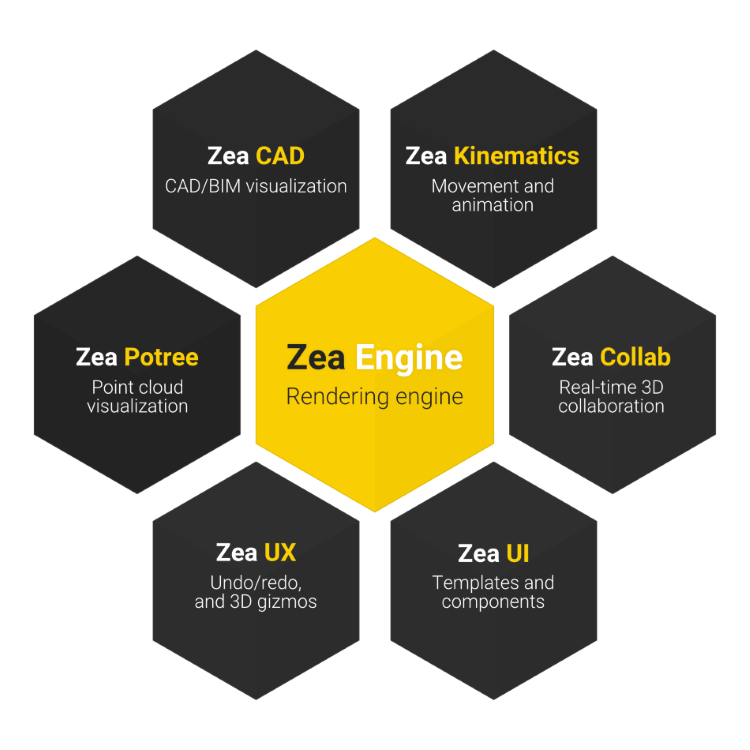 Zea CAD
CAD/BIM visualization
Zea Kinematics
Movement and
animation
Zea Potree
Point cloud
visualization
Zea Engine
Rendering engine
Zea Collab
Real-time 3D
collaboration
Zea UX
Undo/redo,
and 3D gizmos
Zea UI
Templates and
components